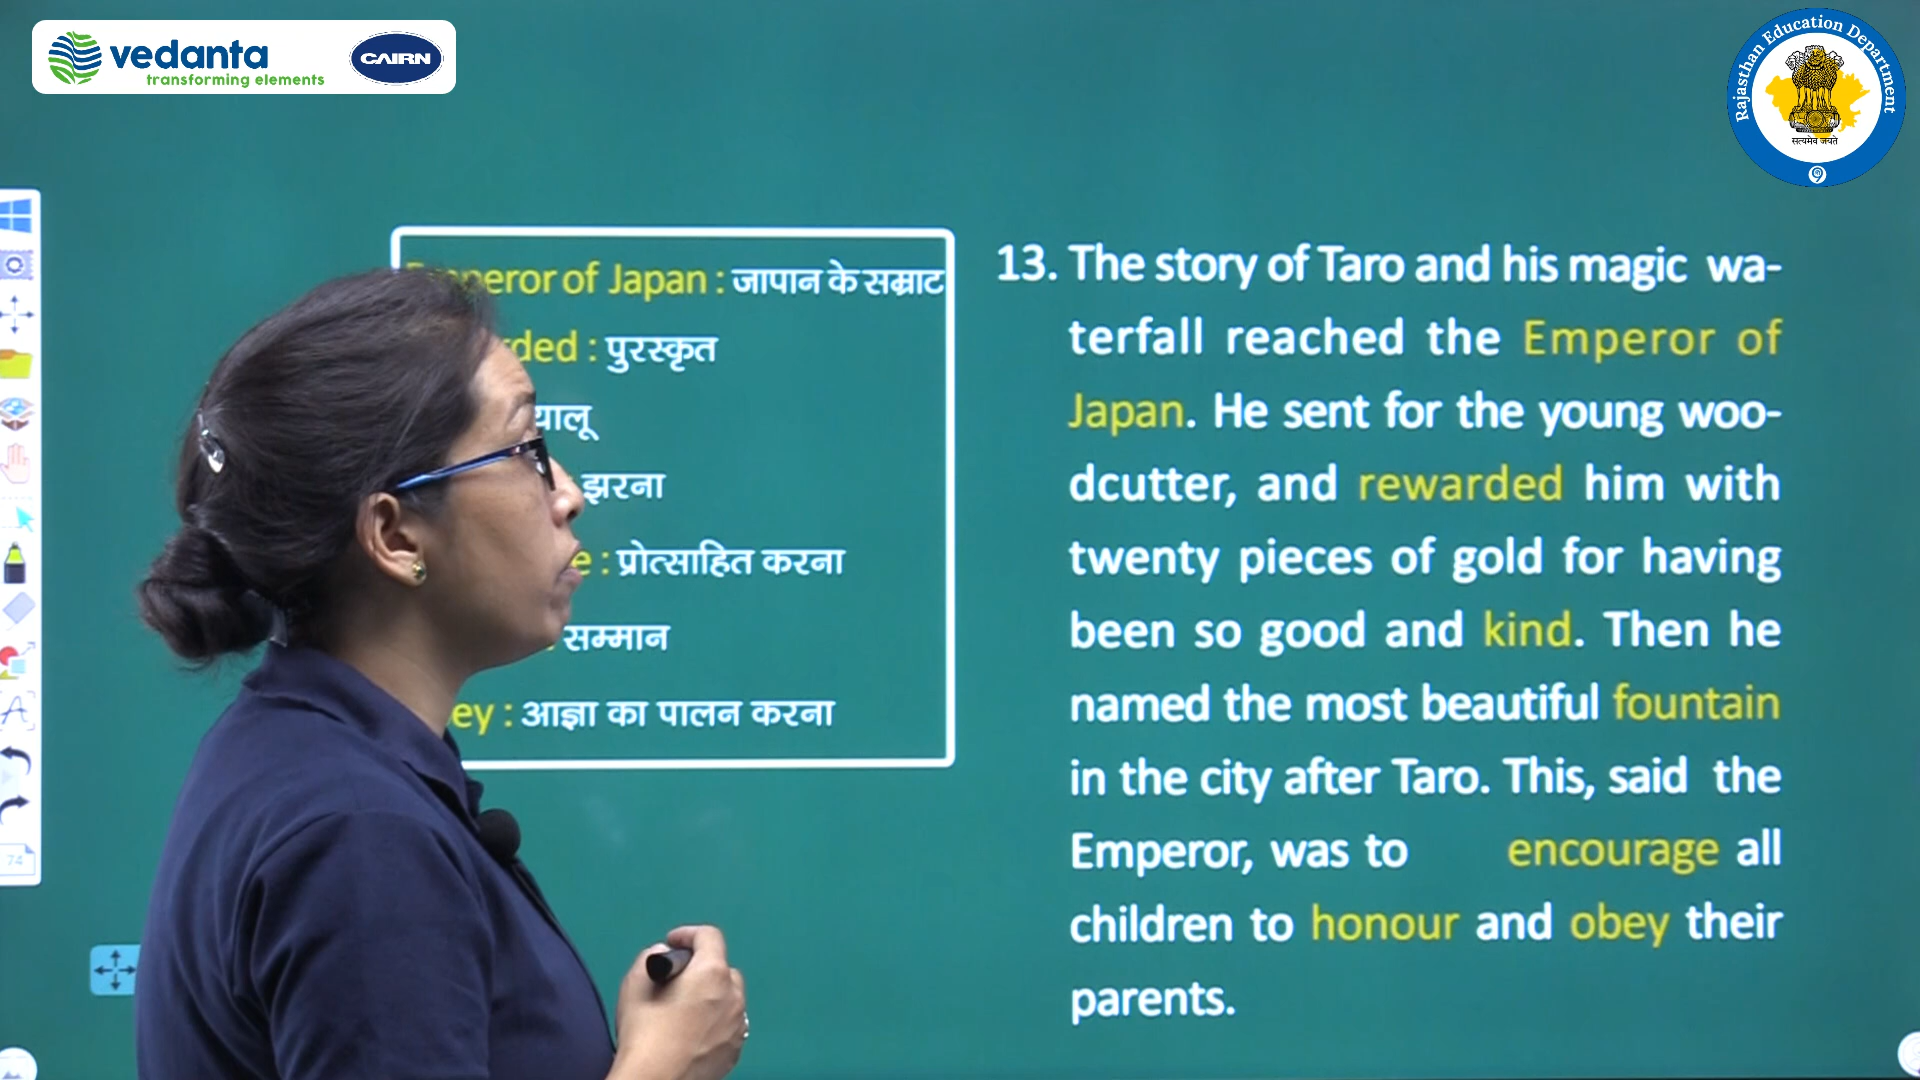 vedanta
transforming elements
CAIRN
Rajasthan Education Department
सत्यमेव जयते
of Japan : जापान के सम्राट
: पुरस्कृत
झरना
: प्रोत्साहित करना
सम्मान
: आज्ञा का पालन करना
74
13. The story of Taro and his magic wa-
terfall reached the Emperor of
Japan. He sent for the young woo-
dcutter, and rewarded him with
twenty pieces of gold for having
been so good and kind. Then he
named the most beautiful fountain
in the city after Taro. This, said the
Emperor, was to encourage all
children to honour and obey their
parents.